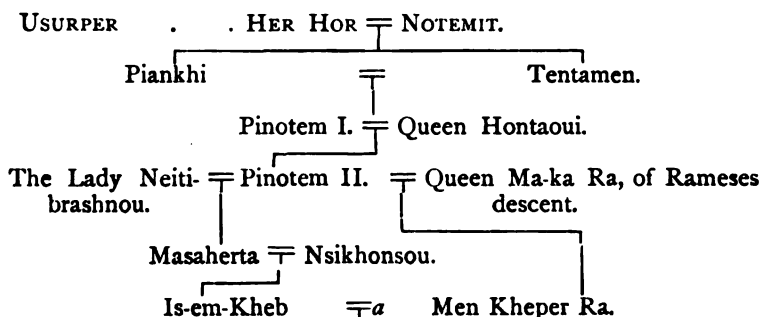 USURPER . . HER HOR = NOTEMIT.
Piankhi = Tentamen.
Pinotem I. = Queen Hontaoui.
The Lady Neiti- = Pinotem II. = Queen Ma-ka Ra, of Rameses
brashnou. descent.
Masaherta = Nsikhonsou.
Is-em-Kheb = a Men Kheper Ra.